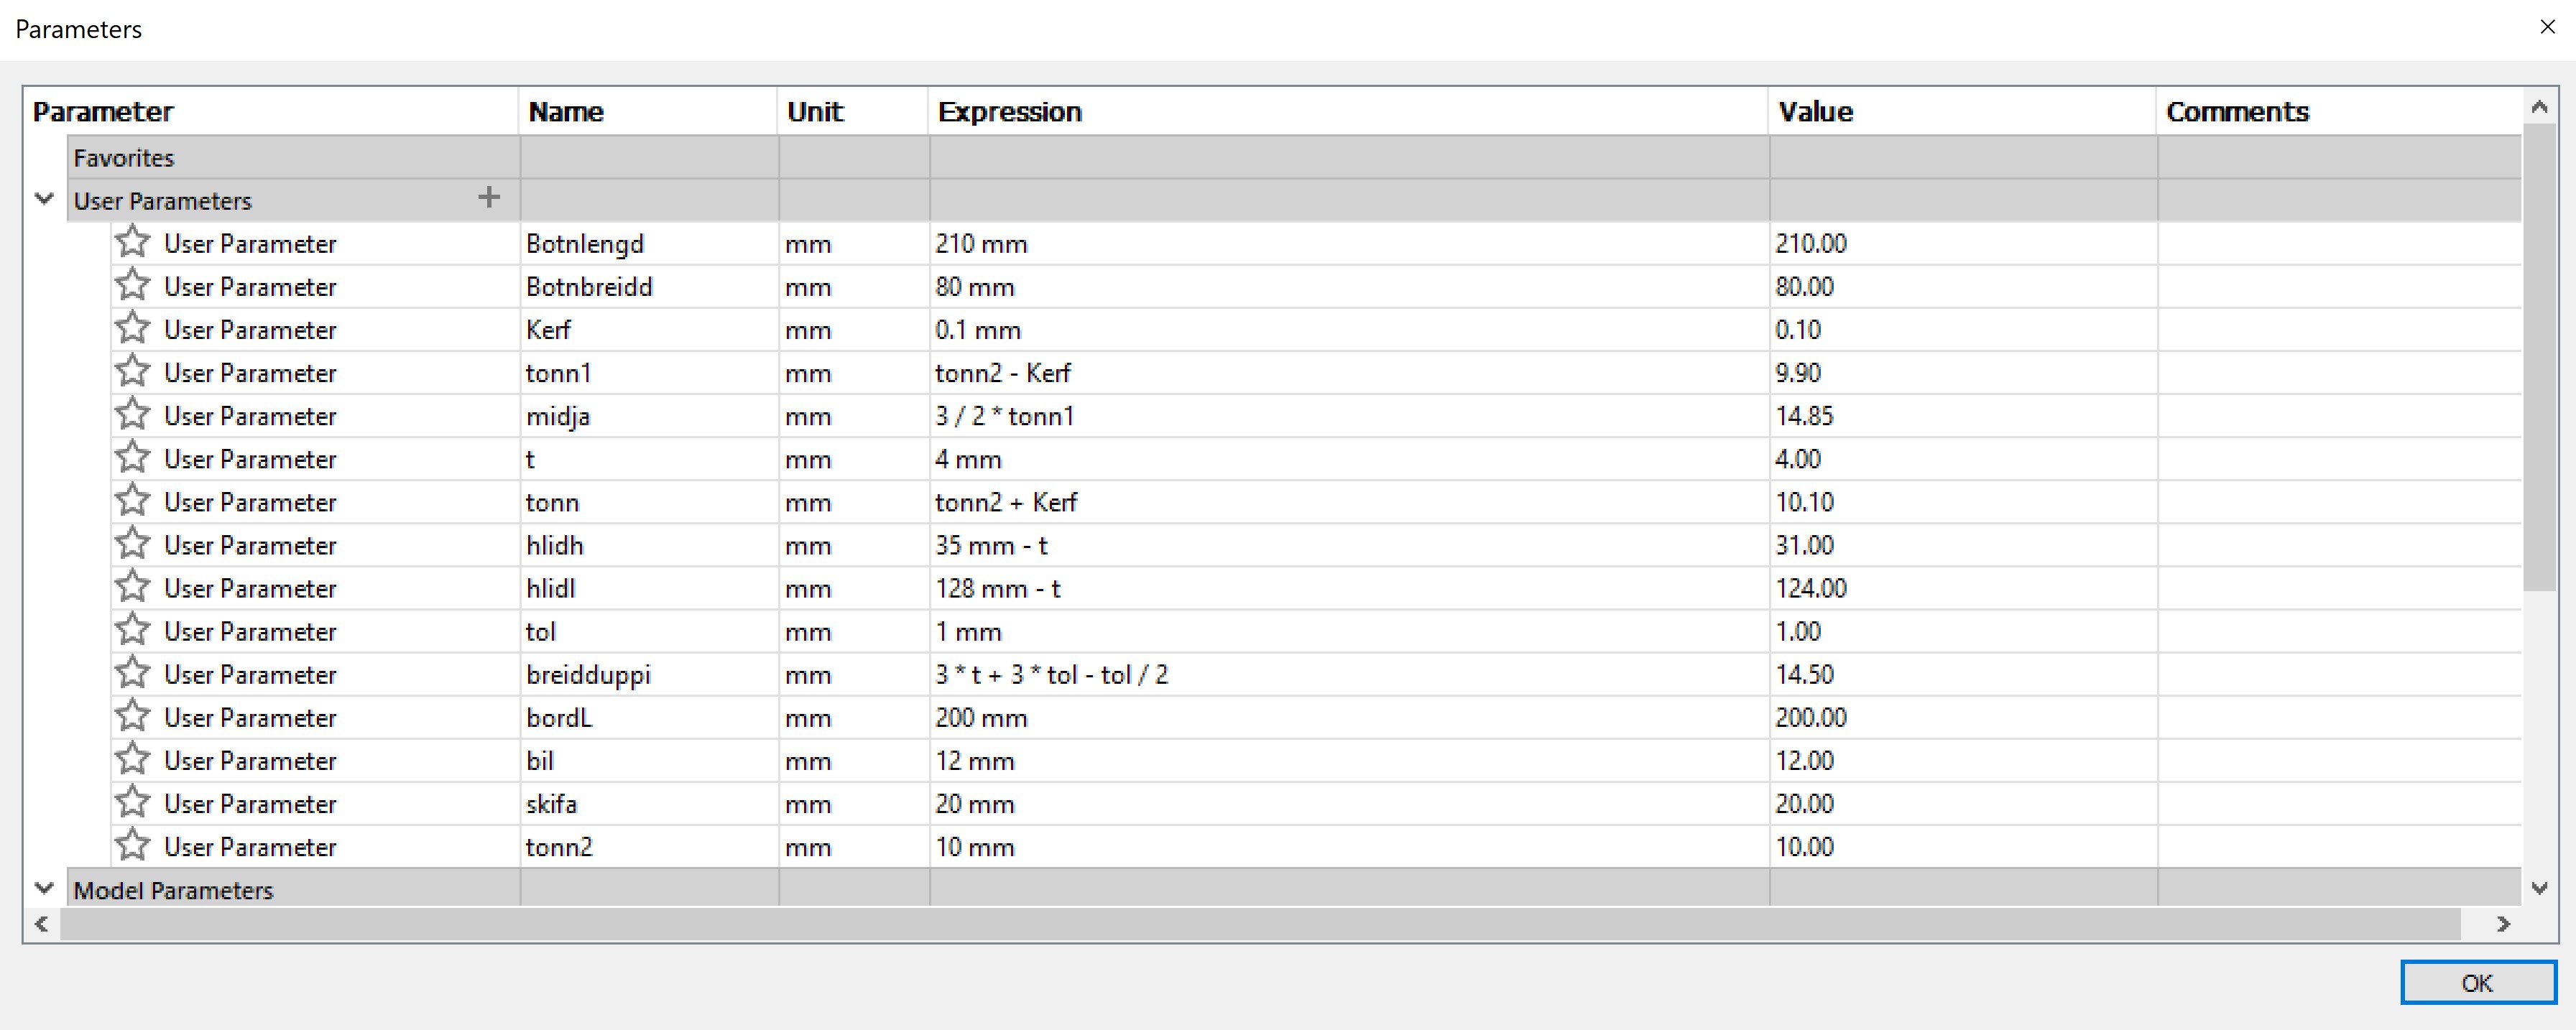 Parameters
Parameter Name Unit Expression Value Comments
Favorites
User Parameters
User Parameter Botnlengd mm 210 mm 210.00
User Parameter Botnbreidd mm 80 mm 80.00
User Parameter Kerf mm 0.1 mm 0.10
User Parameter tonn1 mm tonn2 - Kerf 9.90
User Parameter midja mm 3 / 2 * tonn1 14.85
User Parameter t mm 4 mm 4.00
User Parameter tonn mm tonn2 + Kerf 10.10
User Parameter hlidh mm 35 mm - t 31.00
User Parameter hlidl mm 128 mm - t 124.00
User Parameter tol mm 1 mm 1.00
User Parameter breidduppi mm 3 * t + 3 * tol - tol / 2 14.50
User Parameter bordL mm 200 mm 200.00
User Parameter bil mm 12 mm 12.00
User Parameter skifa mm 20 mm 20.00
User Parameter tonn2 mm 10 mm 10.00
Model Parameters
OK